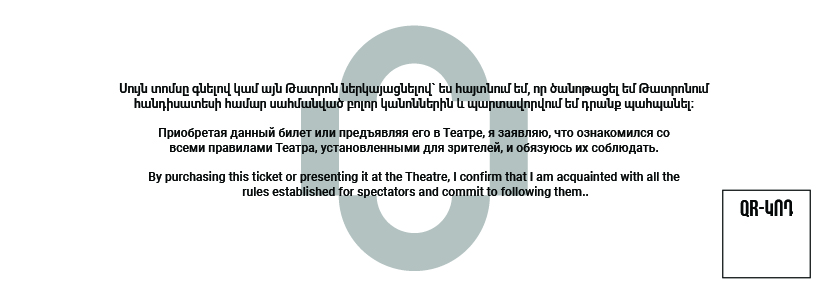 Սույն տոմսը գնելով կամ այն Թատրոն ներկայացնելով՝ ես հայտնում եմ, որ ծանոթացել եմ Թատրոնում
հանդիսատեսի համար սահմանված բոլոր կանոններին և պարտավորվում եմ դրանք պահպանել:
Приобретая данный билет или предъявляя его в Театре, я заявляю, что ознакомился со
всеми правилами Театра, установленными для зрителей, и обязуюсь их соблюдать.
By purchasing this ticket or presenting it at the Theatre, I confirm that I am acquainted with all the
rules established for spectators and commit to following them..
QR-ԿՈԴ